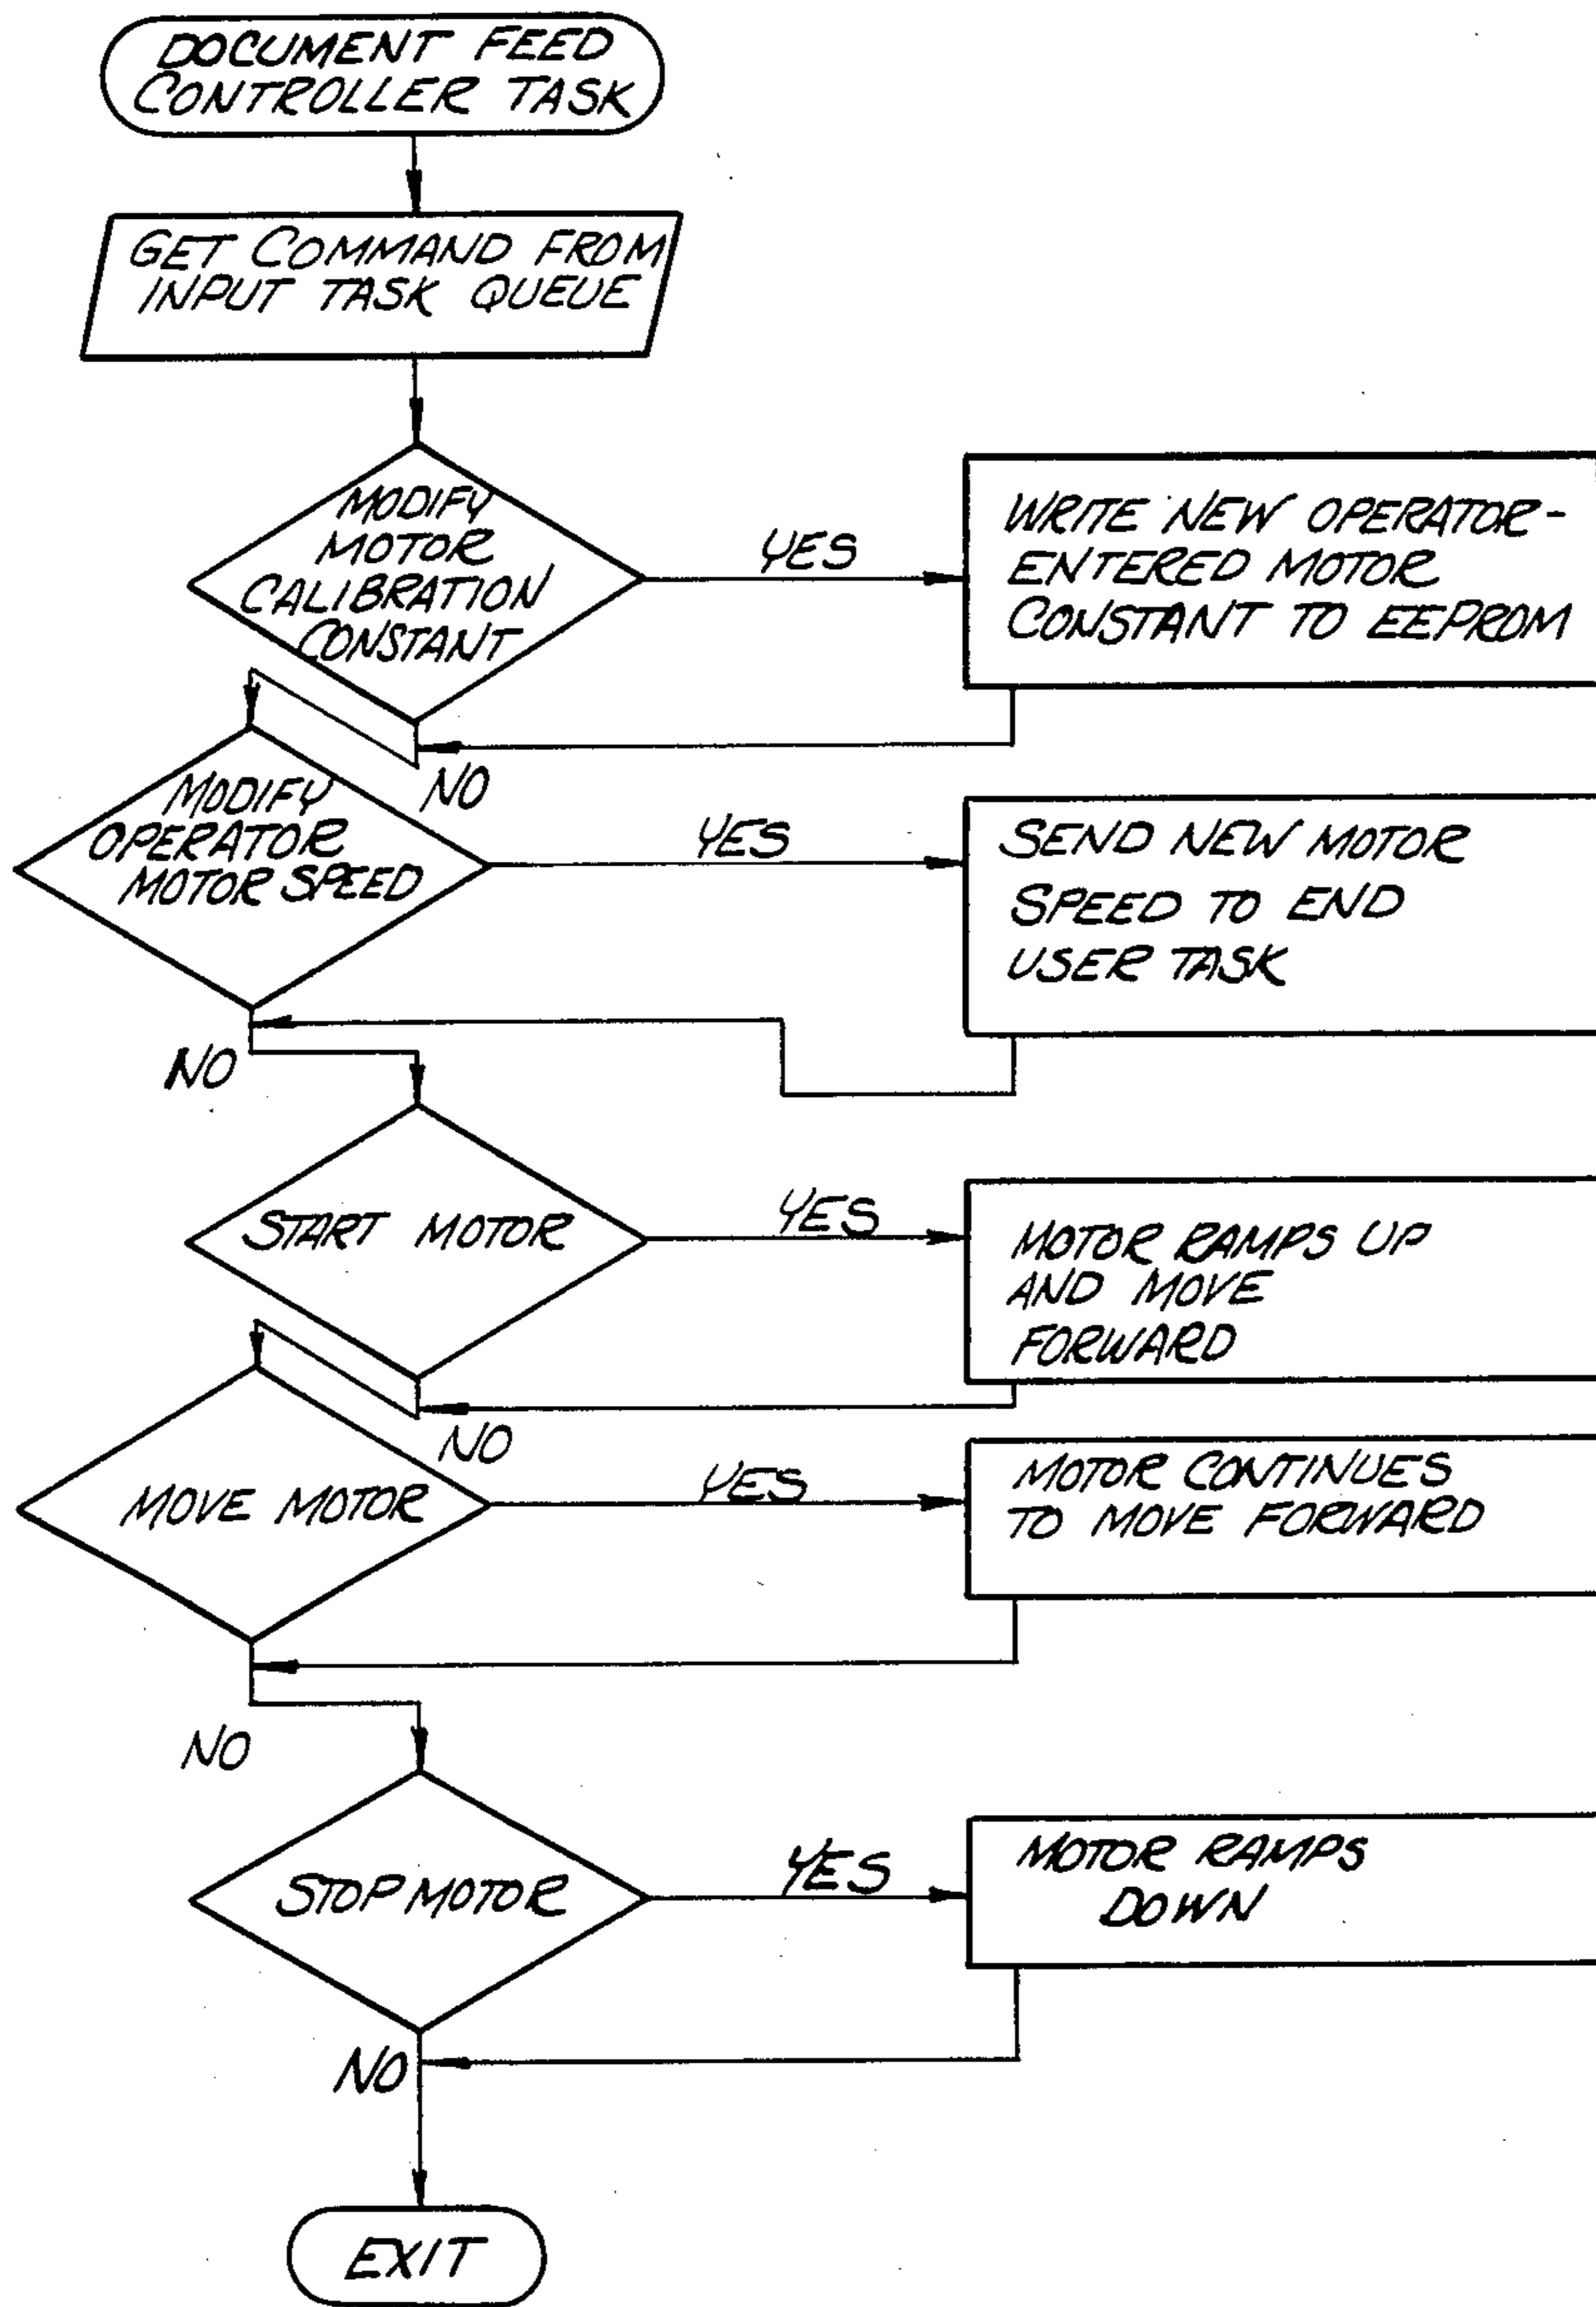 DOCUMENT FEED
CONTROLLER TASK
GET COMMAND FROM
INPUT TASK QUEUE
MODIFY
MOTOR
CALIBRATION
CONSTANT
YES
WRITE NEW OPERATOR-
ENTERED MOTOR
CONSTANT TO EEPROM
NO
MODIFY
OPERATOR
MOTOR SPEED
YES
SEND NEW MOTOR
SPEED TO END
USER TASK
NO
START MOTOR
YES
MOTOR RAMPS UP
AND MOVE
FORWARD
NO
MOVE MOTOR
YES
MOTOR CONTINUES
TO MOVE FORWARD
NO
STOP MOTOR
YES
MOTOR RAMPS
DOWN
NO
EXIT